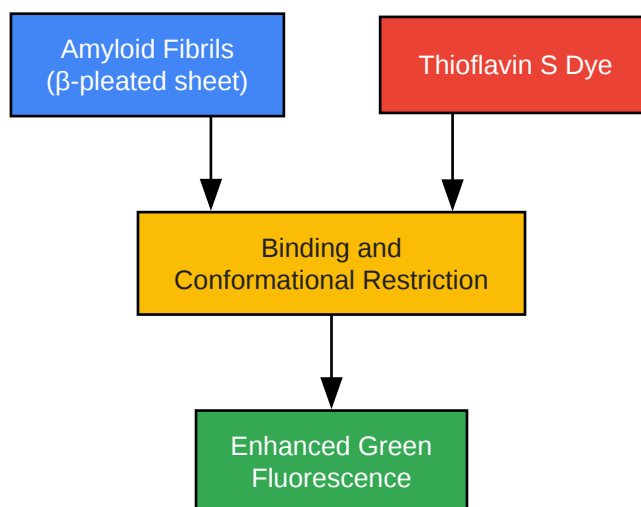 Amyloid Fibrils
(β-pleated sheet)
Thioflavin S Dye
Binding and
Conformational Restriction
Enhanced Green
Fluorescence